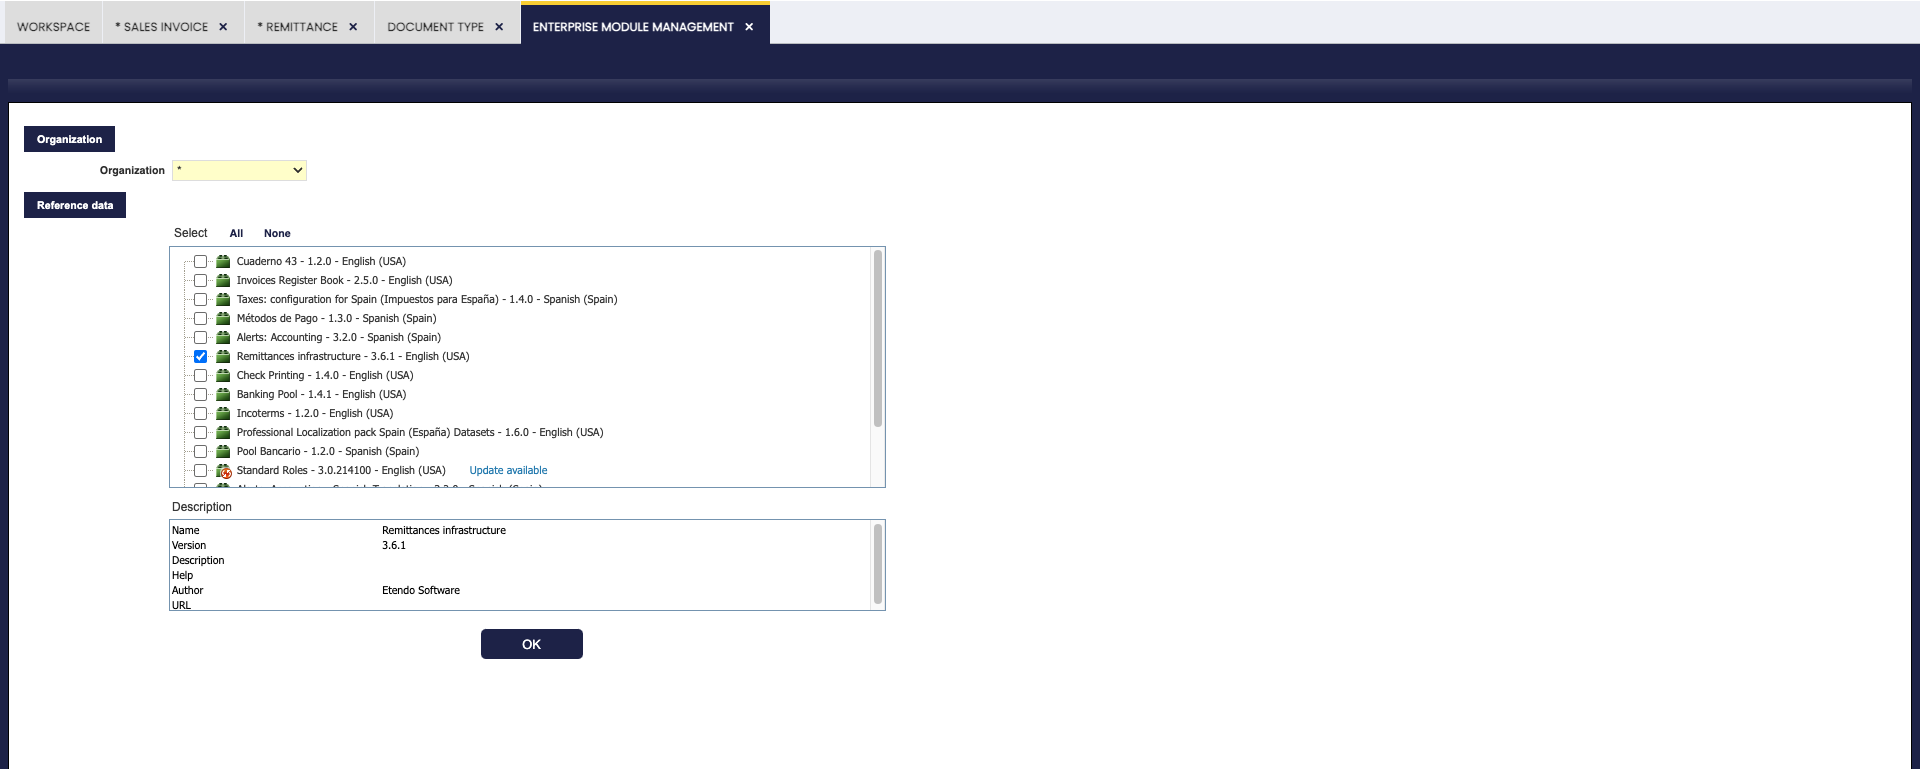 WORKSPACE * SALES INVOICE × * REMITTANCE × DOCUMENT TYPE × ENTERPRISE MODULE MANAGEMENT ×
Organization
Organization *
Reference data
Select All None
Cuaderno 43 - 1.2.0 - English (USA)
Invoices Register Book - 2.5.0 - English (USA)
Taxes: configuration for Spain (Impuestos para España) - 1.4.0 - Spanish (Spain)
Métodos de Pago - 1.3.0 - Spanish (Spain)
Alerts: Accounting - 3.2.0 - Spanish (Spain)
Remittances infrastructure - 3.6.1 - English (USA)
Check Printing - 1.4.0 - English (USA)
Banking Pool - 1.4.1 - English (USA)
Incoterms - 1.2.0 - English (USA)
Professional Localization pack Spain (España) Datasets - 1.6.0 - English (USA)
Pool Bancario - 1.2.0 - Spanish (Spain)
Standard Roles - 3.0.214100 - English (USA) Update available
Description
Name Remittances infrastructure
Version 3.6.1
Description
Help
Author Etendo Software
URL
OK